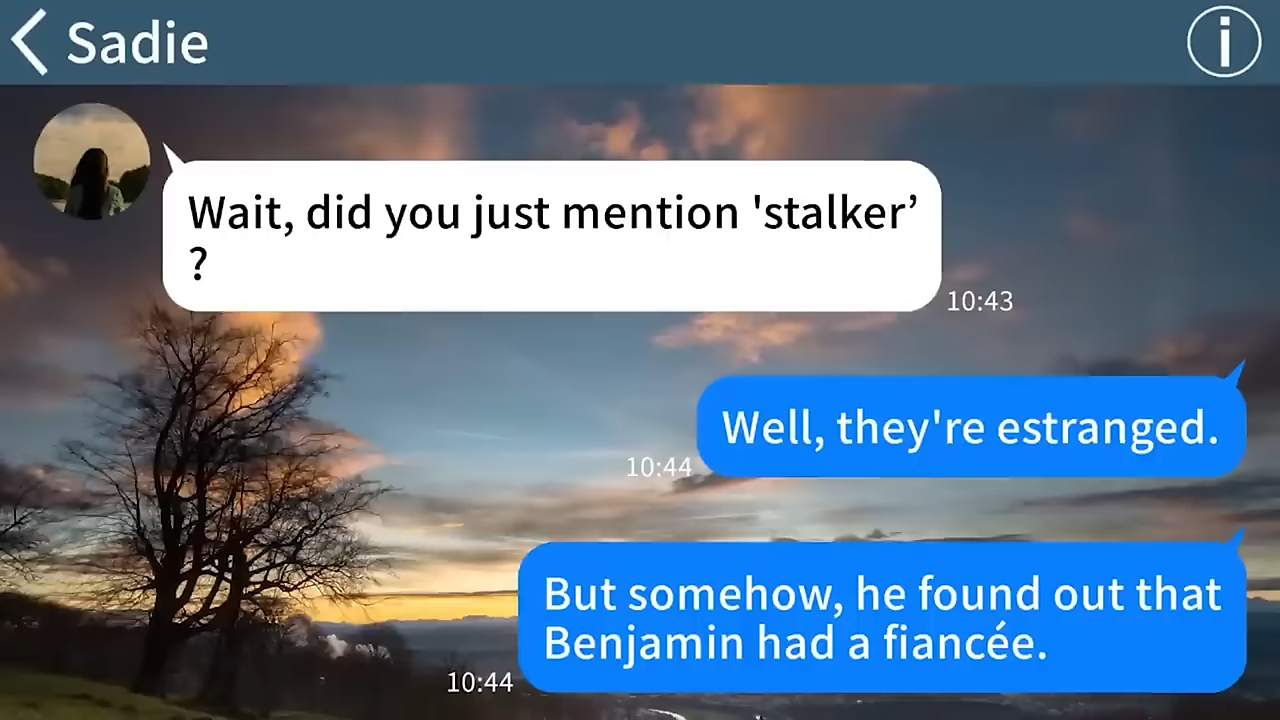 Sadie
Wait, did you just mention 'stalker’
?
10:43
Well, they're estranged.
10:44
But somehow, he found out that
Benjamin had a fiancée.
10:44